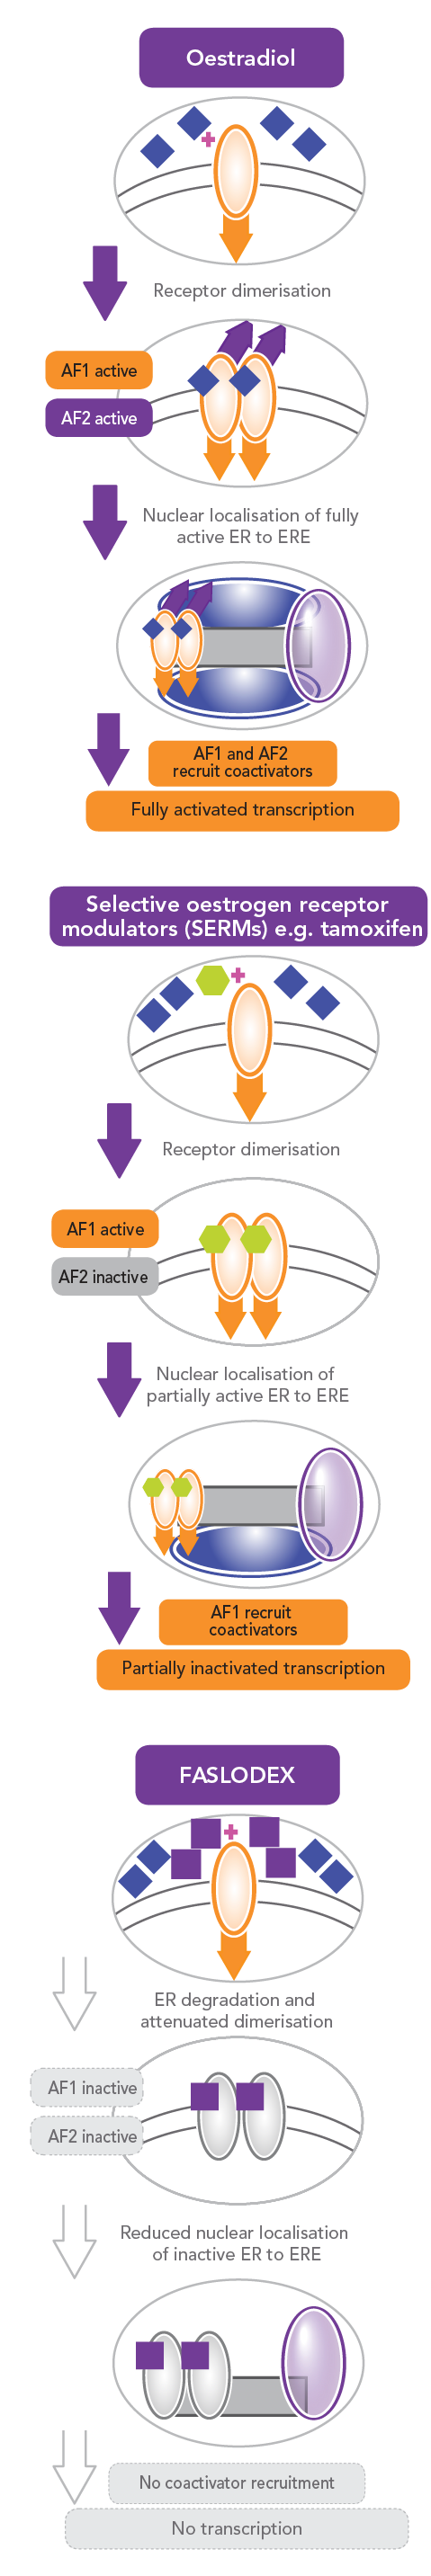 Oestradiol
Receptor dimerisation
AF1 active
AF2 active
Nuclear localisation of fully
active ER to ERE
AF1 and AF2
recruit coactivators
Fully activated transcription
Selective oestrogen receptor
modulators (SERMs) e.g. tamoxifen
Receptor dimerisation
AF1 active
AF2 inactive
Nuclear localisation of
partially active ER to ERE
AF1 recruit
coactivators
Partially inactivated transcription
FASLODEX
ER degradation and
attenuated dimerisation
AF1 inactive
AF2 inactive
Reduced nuclear localisation
of inactive ER to ERE
No coactivator recruitment
No transcription